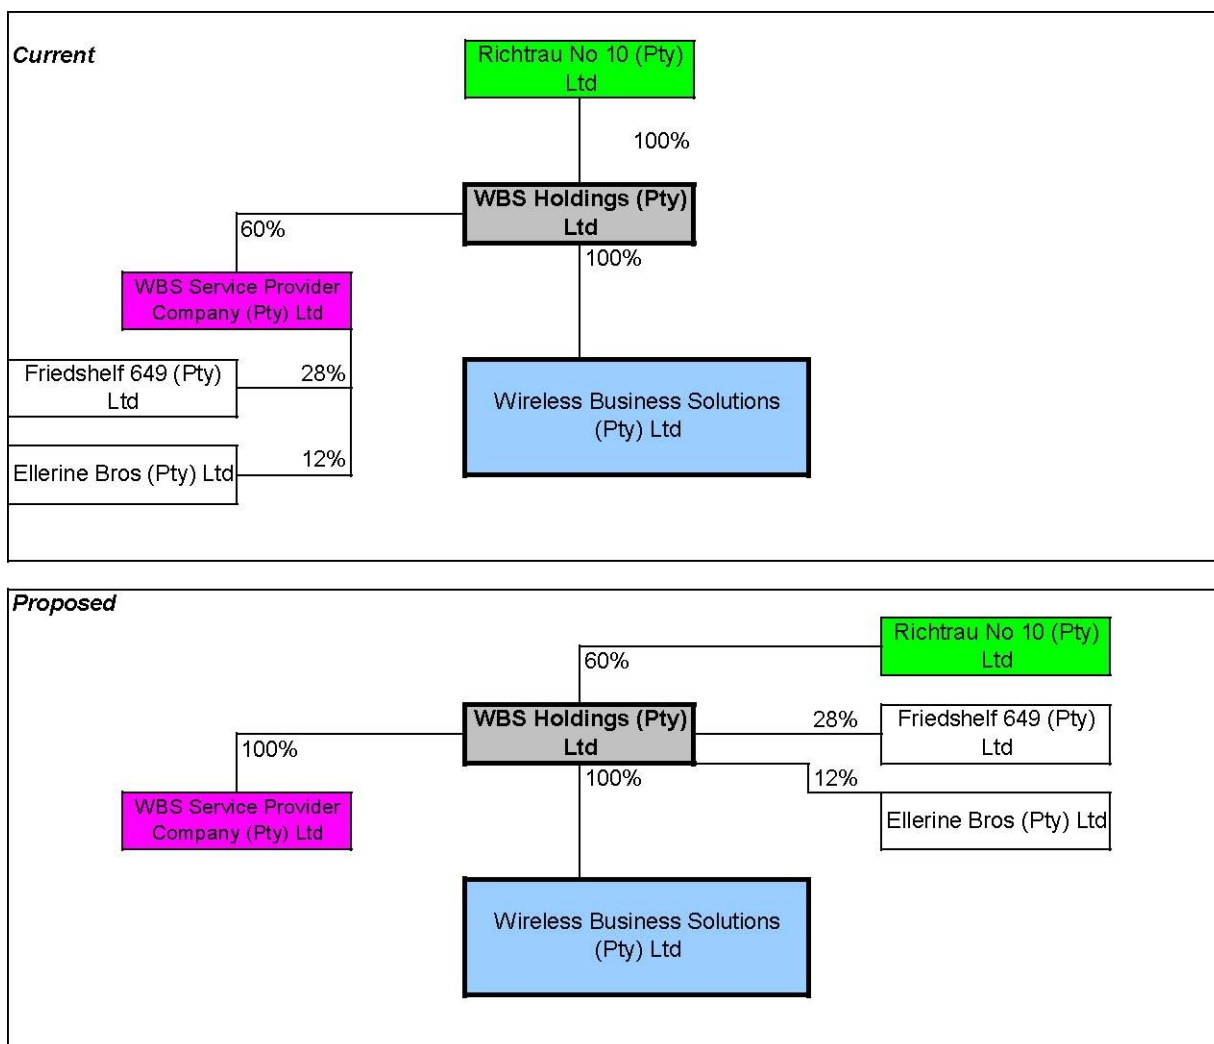 Current
Richtrau No 10 (Pty)
Ltd
100%
WBS Holdings (Pty)
Ltd
60%
100%
WBS Service Provider
Company (Pty) Ltd
Friedshelf 649 (Pty)
Ltd
28%
Wireless Business Solutions
(Pty) Ltd
Ellerine Bros (Pty) Ltd
12%
Proposed
Richtrau No 10 (Pty)
Ltd
60%
WBS Holdings (Pty)
Ltd
28%
Friedshelf 649 (Pty)
Ltd
100%
100%
12%
WBS Service Provider
Company (Pty) Ltd
Ellerine Bros (Pty) Ltd
Wireless Business Solutions
(Pty) Ltd